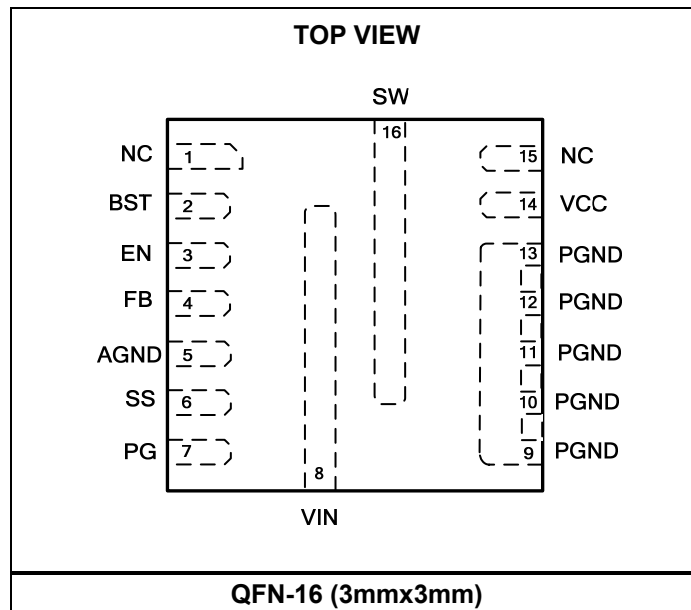 TOP VIEW
SW
16
NC 1
15 NC
BST 2
14 VCC
EN 3
13 PGND
FB 4
12 PGND
AGND 5
11 PGND
SS 6
10 PGND
PG 7
9 PGND
8
VIN
QFN-16 (3mmx3mm)